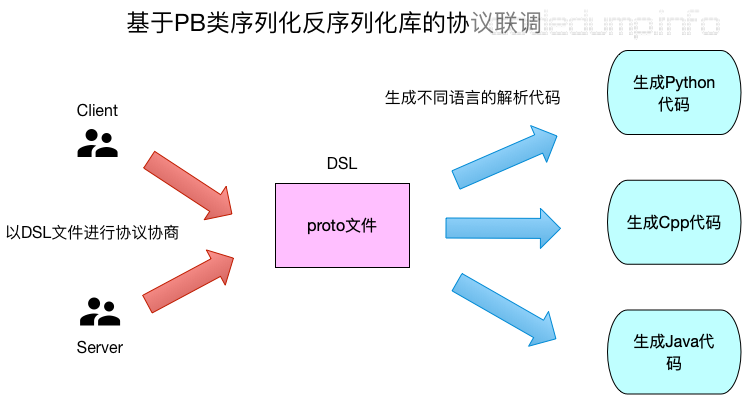 基于PB类序列化反序列化库的协议联调
codedump.info
生成不同语言的解析代码
生成Python
代码
Client
DSL
以DSL文件进行协议协商
proto文件
生成Cpp代码
Server
生成Java代
码